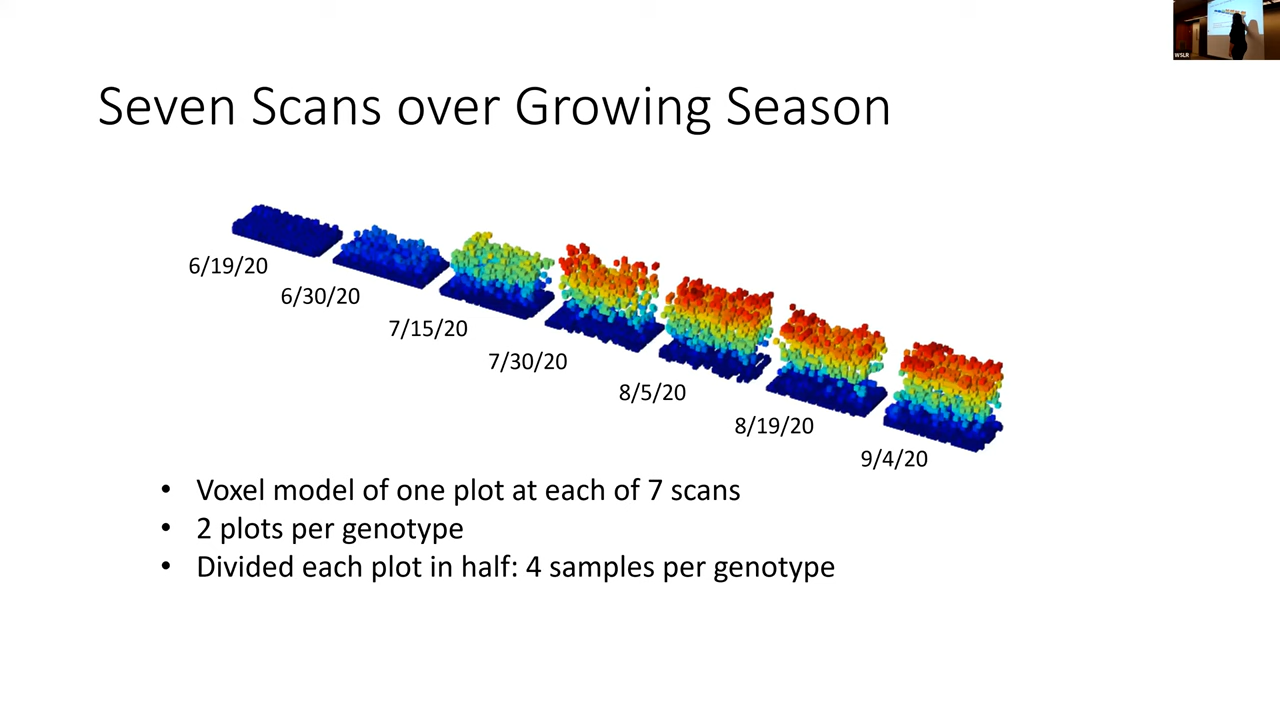 WSLR
Seven Scans over Growing Season
6/19/20
6/30/20
7/15/20
7/30/20
8/5/20
8/19/20
9/4/20
• Voxel model of one plot at each of 7 scans
• 2 plots per genotype
• Divided each plot in half: 4 samples per genotype